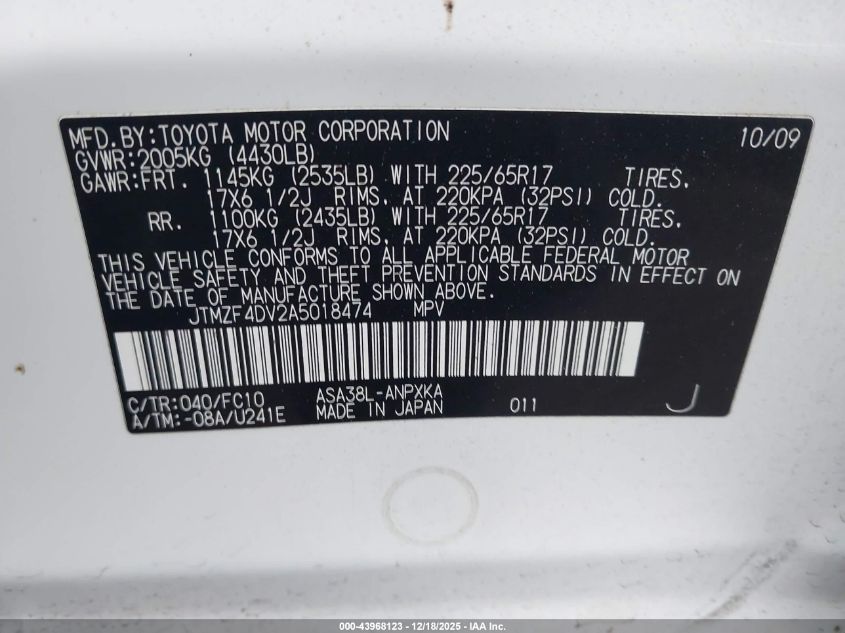 MFD.BY:TOYOTA MOTOR CORPORATION 10/09
GVWR:2005KG (4430LB)
GAWR:FRT. 1145KG (2535LB) WITH 225/65R17 TIRES.
17X6 1/2J RIMS, AT 220KPA (32PSI) COLD.
RR. 1100KG (2435LB) WITH 225/65R17 TIRES.
17X6 1/2J RIMS, AT 220KPA (32PSI) COLD.
THIS VEHICLE CONFORMS TO ALL APPLICABLE FEDERAL MOTOR
VEHICLE SAFETY AND THEFT PREVENTION STANDARDS IN EFFECT ON
THE DATE OF MANUFACTURE SHOWN ABOVE.
JTMZF4DV2A5018474 MPV
C/TR:040/FC10 ASA38L-ANPXKA
A/TM:-08A/U241E MADE IN JAPAN 011 J
000-43968123 - 12/18/2025 - IAA Inc.